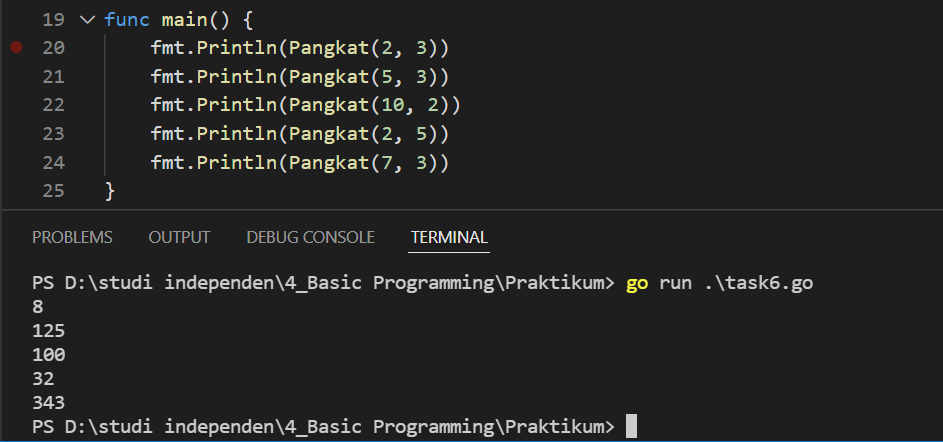 19 func main() {
20 fmt.Println(Pangkat(2, 3))
21 fmt.Println(Pangkat(5, 3))
22 fmt.Println(Pangkat(10, 2))
23 fmt.Println(Pangkat(2, 5))
24 fmt.Println(Pangkat(7, 3))
25 }
PROBLEMS OUTPUT DEBUG CONSOLE TERMINAL
PS D:\studi independen\4_Basic Programming\Praktikum> go run .\task6.go
8
125
100
32
343
PS D:\studi independen\4_Basic Programming\Praktikum>